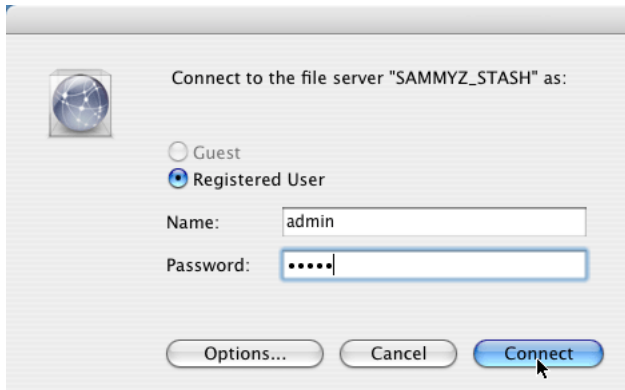 Connect to the file server "SAMMYZ_STASH" as:
Guest
Registered User
Name: admin
Password: •••••
Options... Cancel Connect